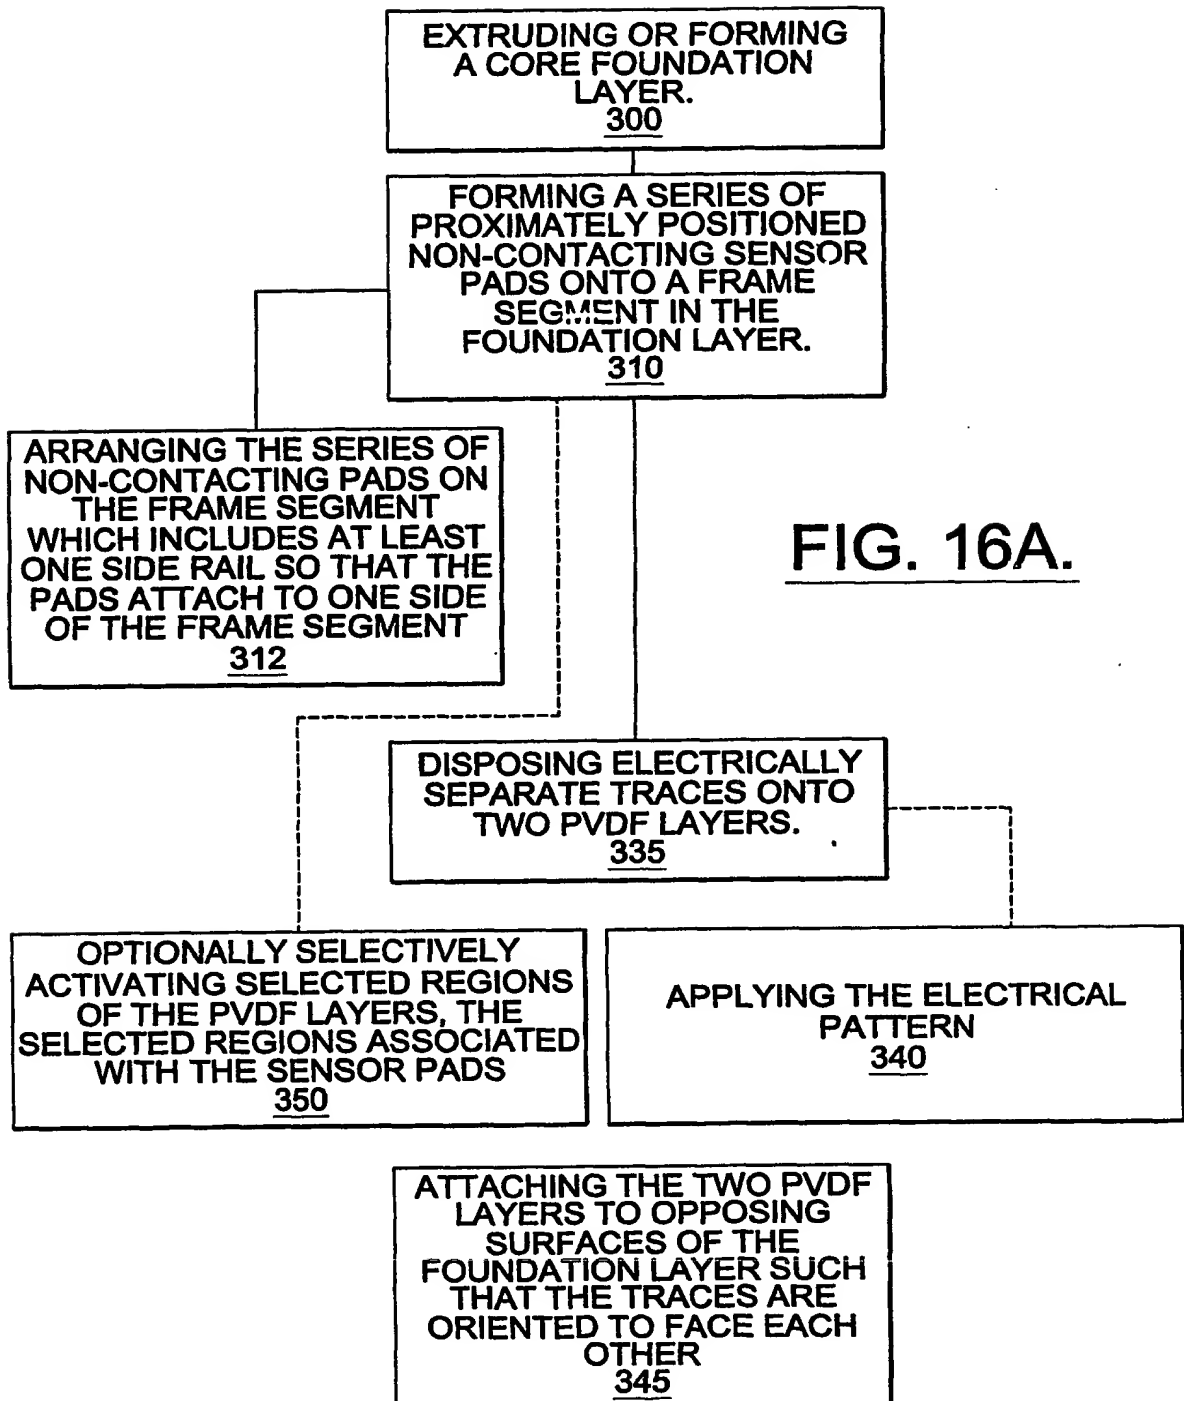 EXTRUDING OR FORMING
A CORE FOUNDATION
LAYER.
300
FORMING A SERIES OF
PROXIMATELY POSITIONED
NON-CONTACTING SENSOR
PADS ONTO A FRAME
SEGMENT IN THE
FOUNDATION LAYER.
310
ARRANGING THE SERIES OF
NON-CONTACTING PADS ON
THE FRAME SEGMENT
WHICH INCLUDES AT LEAST
ONE SIDE RAIL SO THAT THE
PADS ATTACH TO ONE SIDE
OF THE FRAME SEGMENT
312
FIG. 16A.
DISPOSING ELECTRICALLY
SEPARATE TRACES ONTO
TWO PVDF LAYERS.
335
OPTIONALLY SELECTIVELY
ACTIVATING SELECTED REGIONS
OF THE PVDF LAYERS, THE
SELECTED REGIONS ASSOCIATED
WITH THE SENSOR PADS
350
APPLYING THE ELECTRICAL
PATTERN
340
ATTACHING THE TWO PVDF
LAYERS TO OPPOSING
SURFACES OF THE
FOUNDATION LAYER SUCH
THAT THE TRACES ARE
ORIENTED TO FACE EACH
OTHER
345